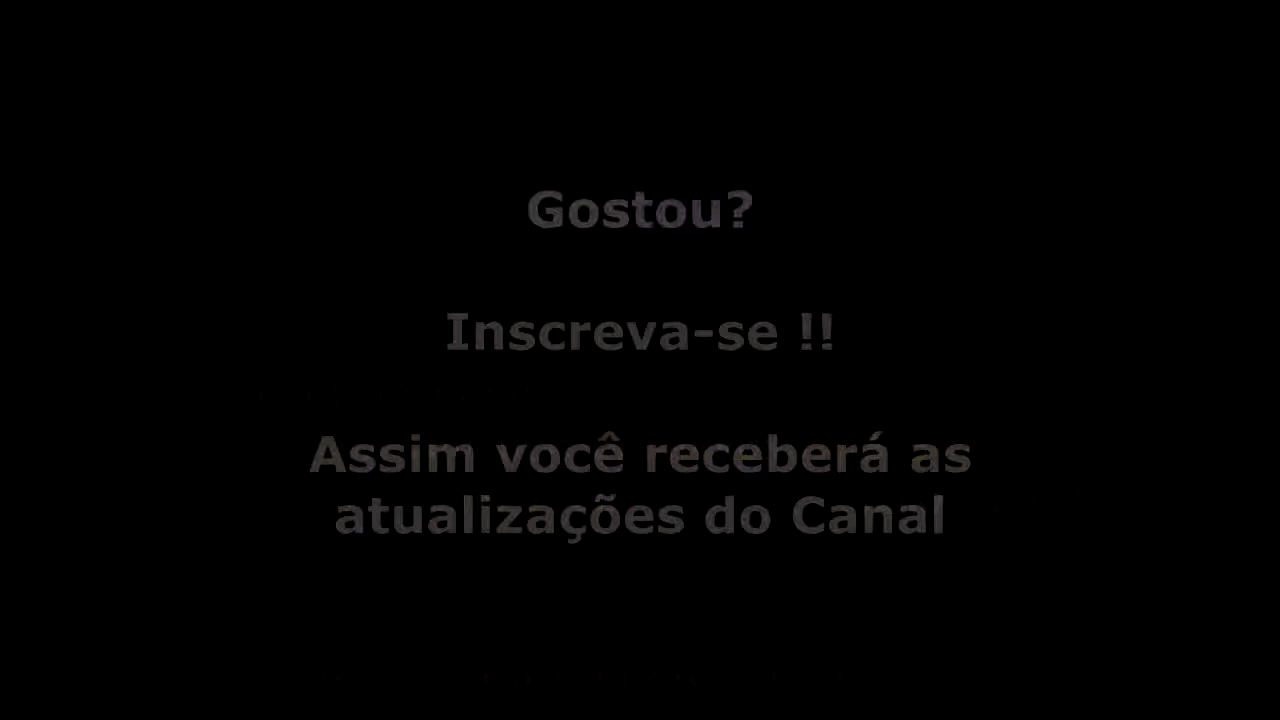 Gostou?
Inscreva-se !!
Assim você receberá as
atualizações do Canal